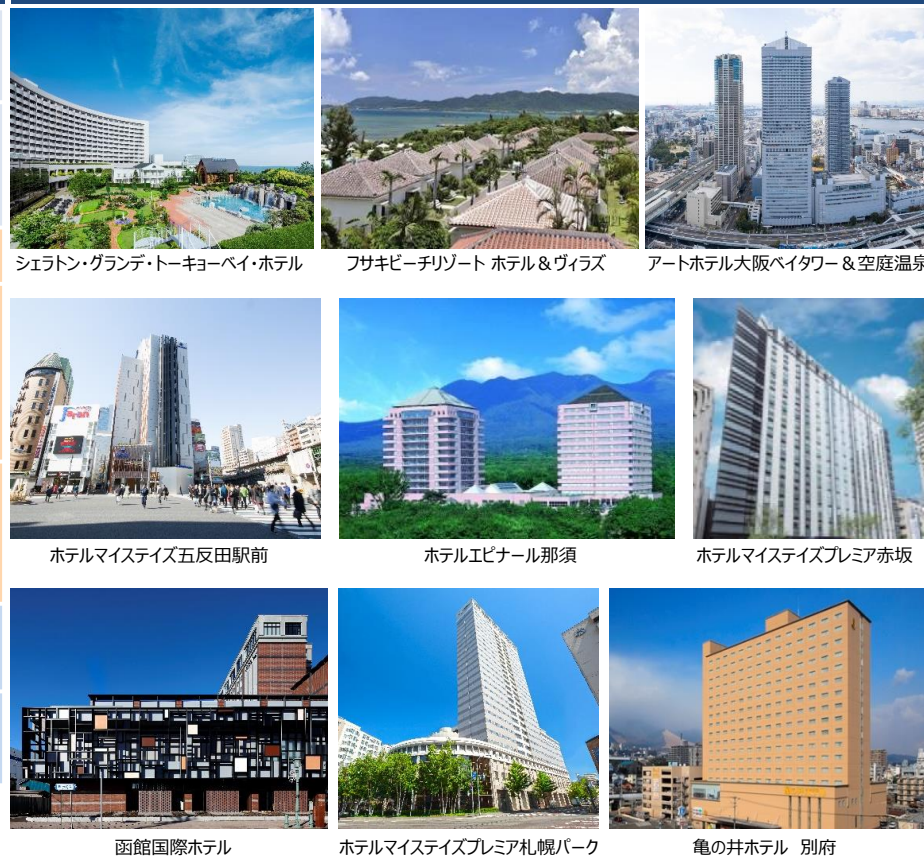 シェラトン・グランデ・トーキョーベイ・ホテル
フサキビーチリゾート ホテル＆ヴィラズ
アートホテル大阪ベイタワー＆空庭温泉
ホテルマイステイズ五反田駅前
ホテルエピナール那須
ホテルマイステイズプレミア赤坂
函館国際ホテル
ホテルマイステイズプレミア札幌パーク
亀の井ホテル 別府